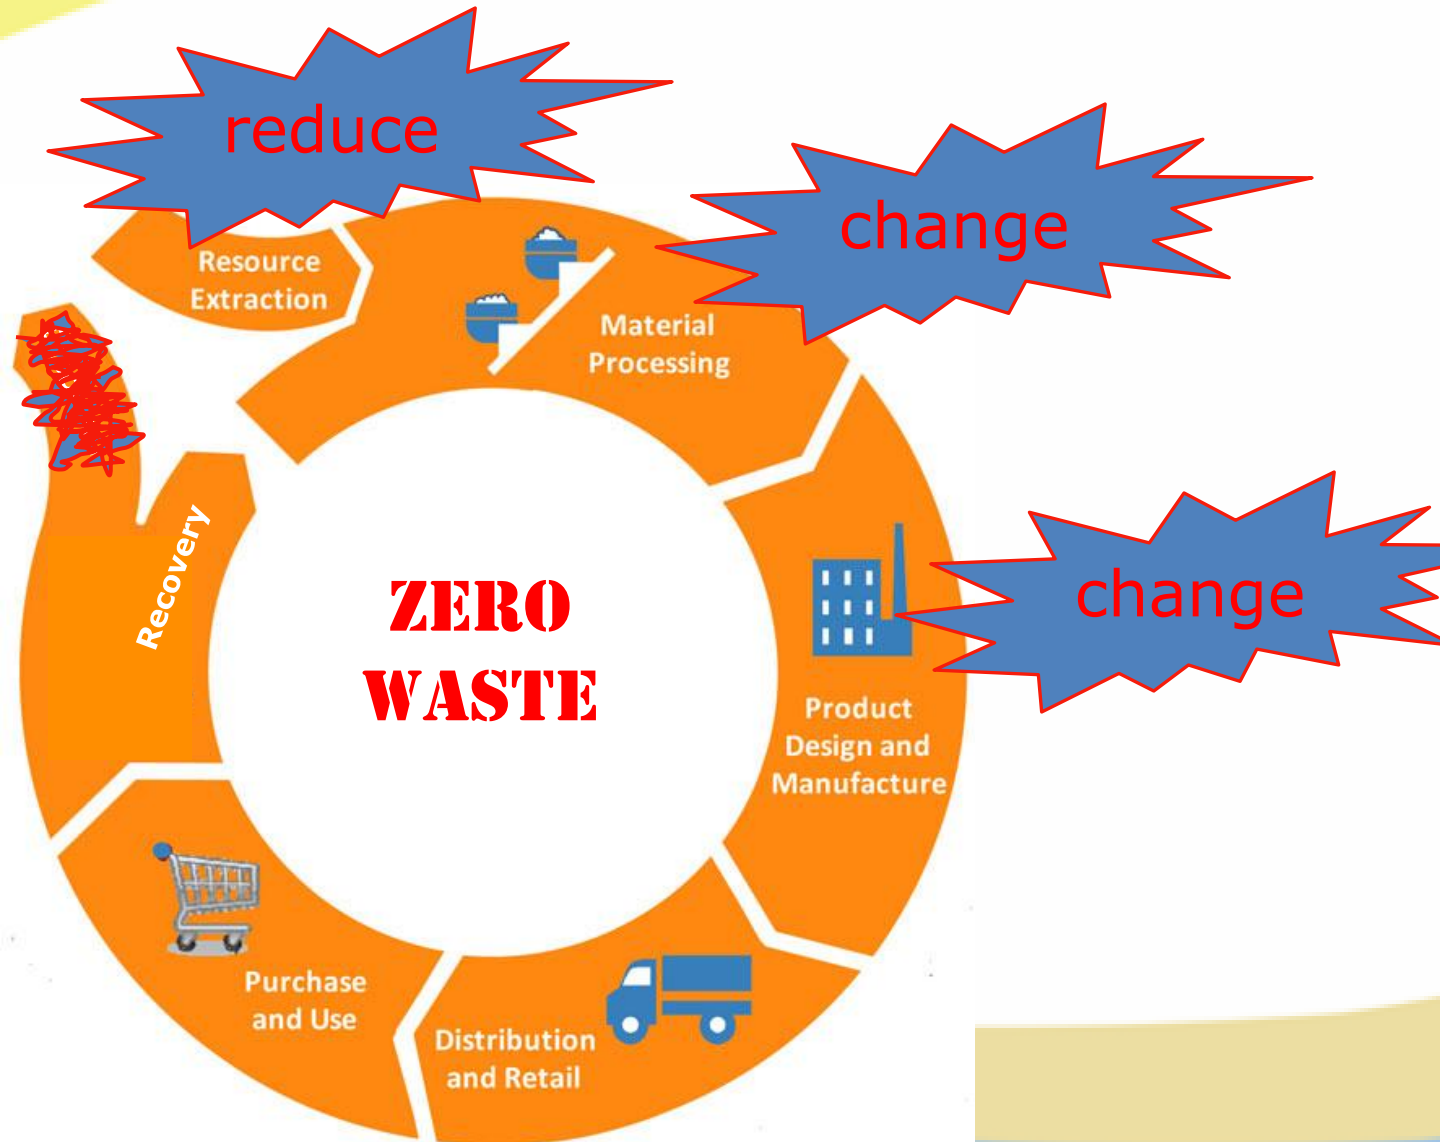 reduce
change
Resource
Extraction
Material
Processing
Recovery
ZERO
WASTE
change
Product
Design and
Manufacture
Purchase
and Use
Distribution
and Retail